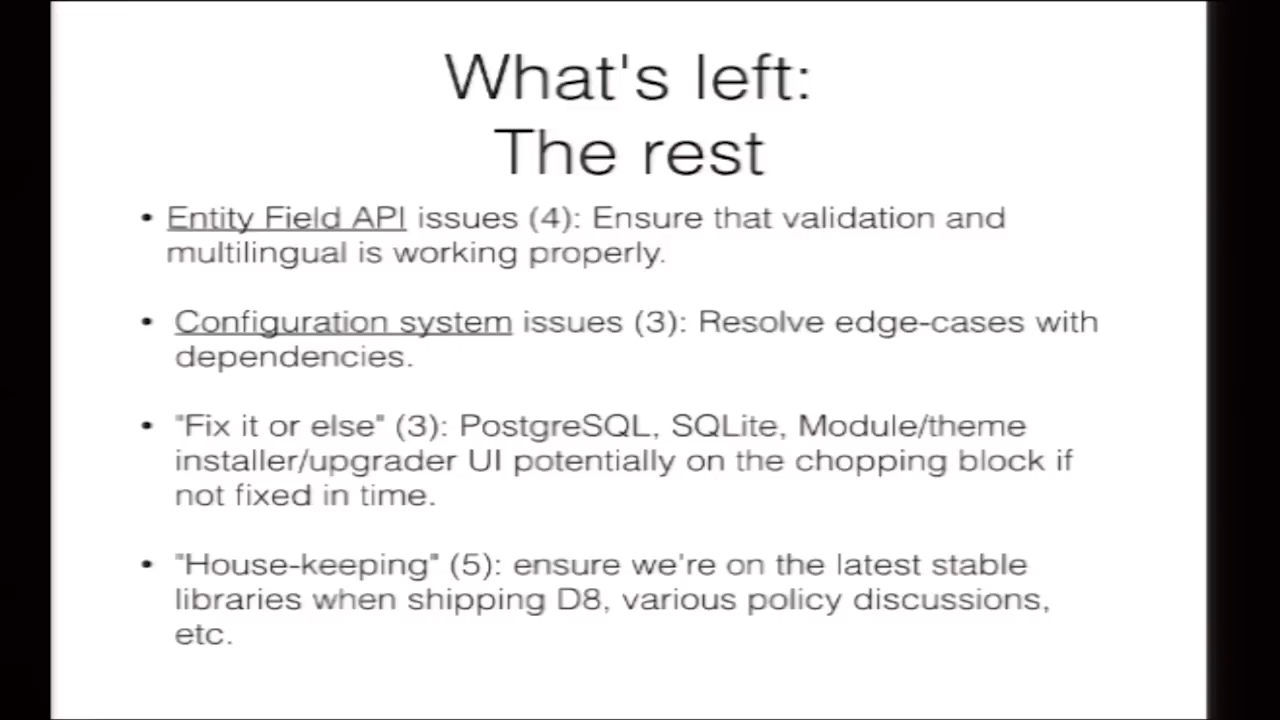 What's left:
The rest
• Entity Field API issues (4): Ensure that validation and
multilingual is working properly.
• Configuration system issues (3): Resolve edge-cases with
dependencies.
• "Fix it or else" (3): PostgreSQL, SQLite, Module/theme
installer/upgrader UI potentially on the chopping block if
not fixed in time.
• "House-keeping" (5): ensure we're on the latest stable
libraries when shipping D8, various policy discussions,
etc.